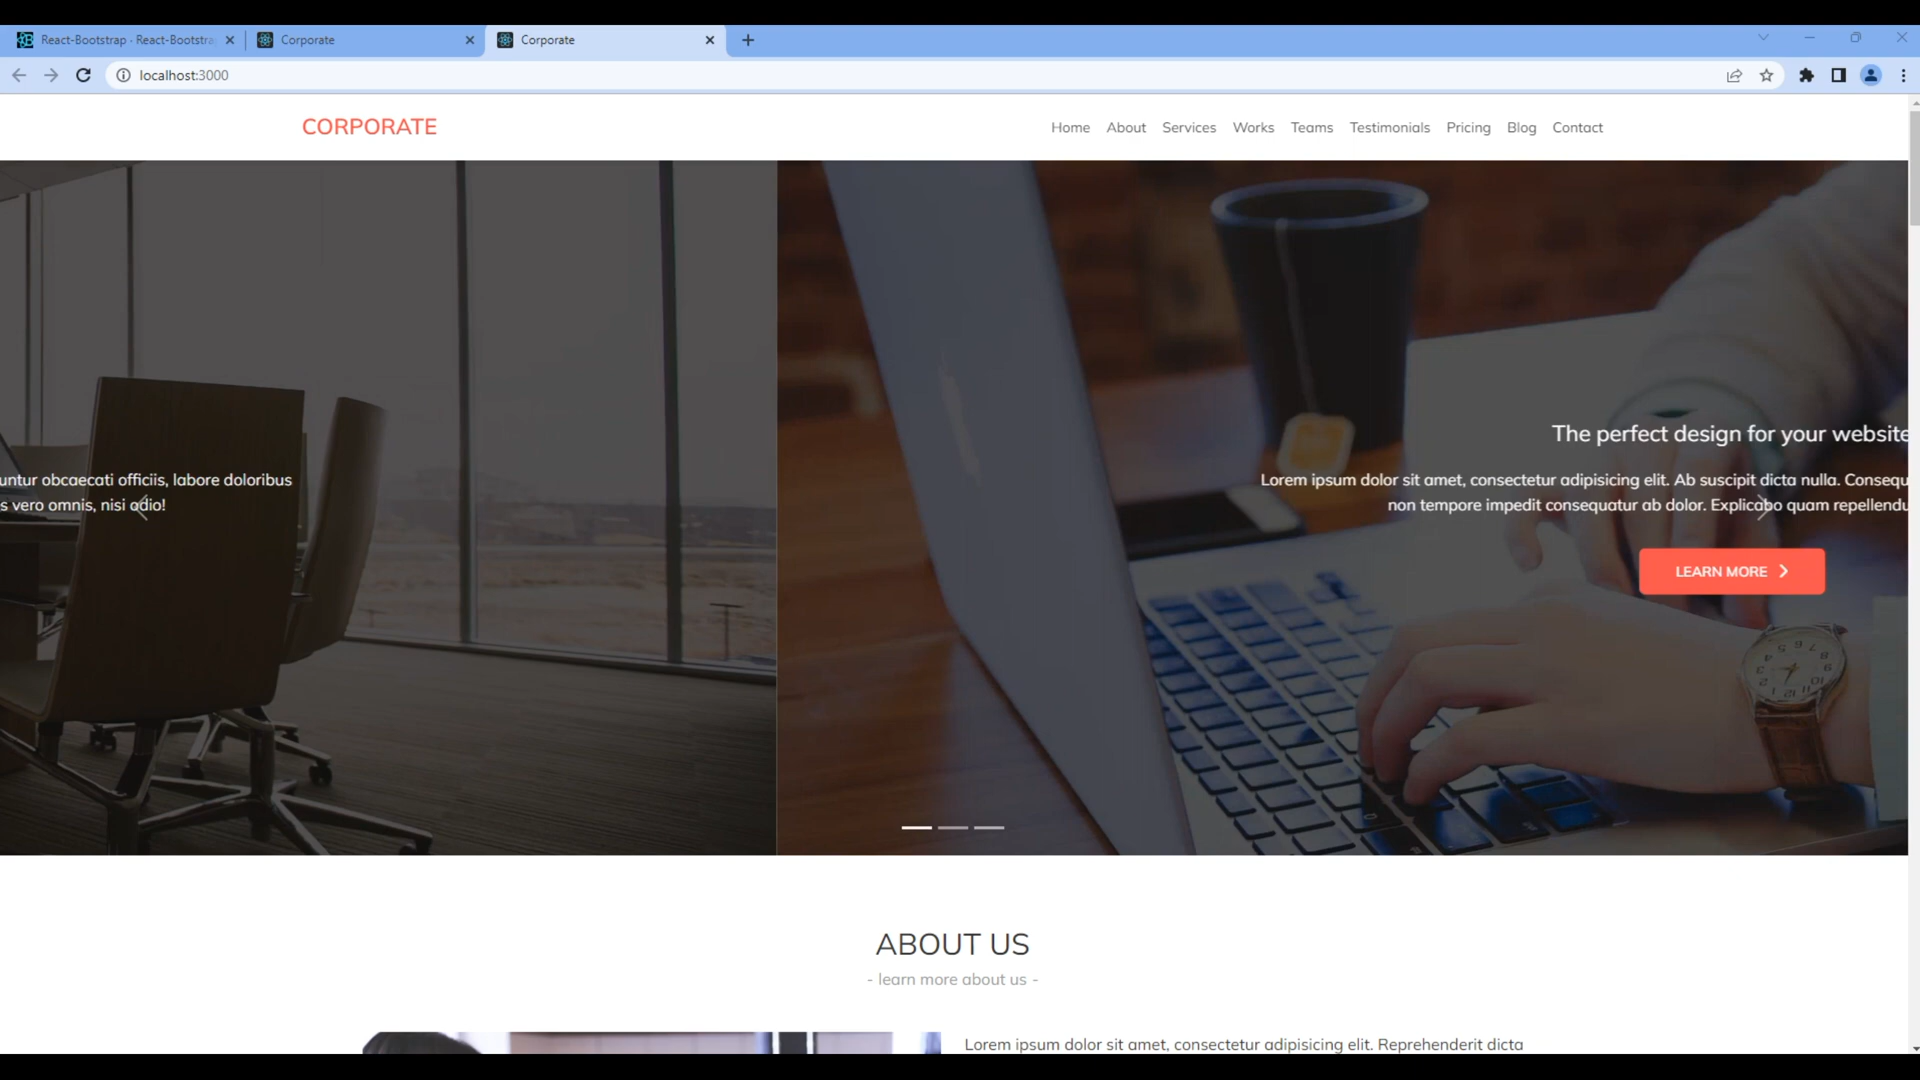 React-Bootstrap · React-Bootstra
Corporate
Corporate
localhost:3000
CORPORATE
Home About Services Works Teams Testimonials Pricing Blog Contact
The perfect design for your website
untur obcaecati officiis, labore doloribus
s vero omnis, nisi odio!
Lorem ipsum dolor sit amet, consectetur adipisicing elit. Ab suscipit dicta nulla. Consequ
non tempore impedit consequatur ab dolor. Explicabo quam repellendu
LEARN MORE
ABOUT US
- learn more about us -
Lorem ipsum dolor sit amet, consectetur adipisicing elit. Reprehenderit dicta